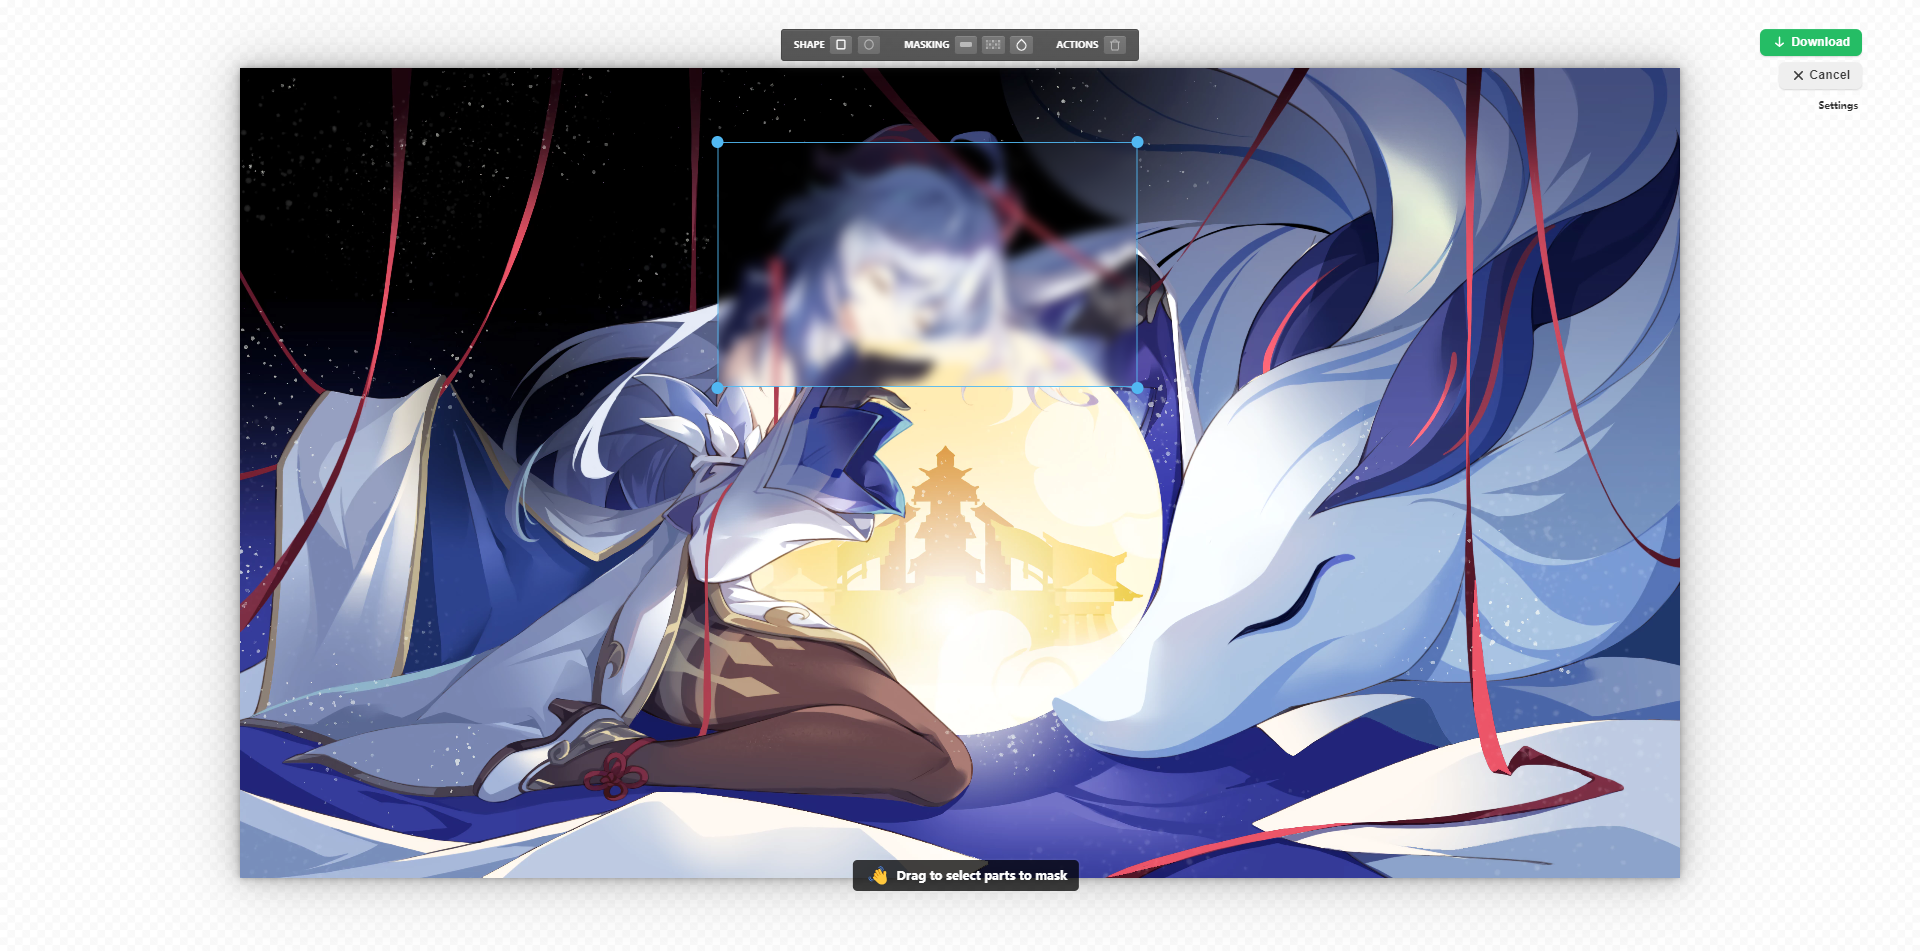 SHAPE MASKING ACTIONS
Download
Cancel
Settings
👋 Drag to select parts to mask